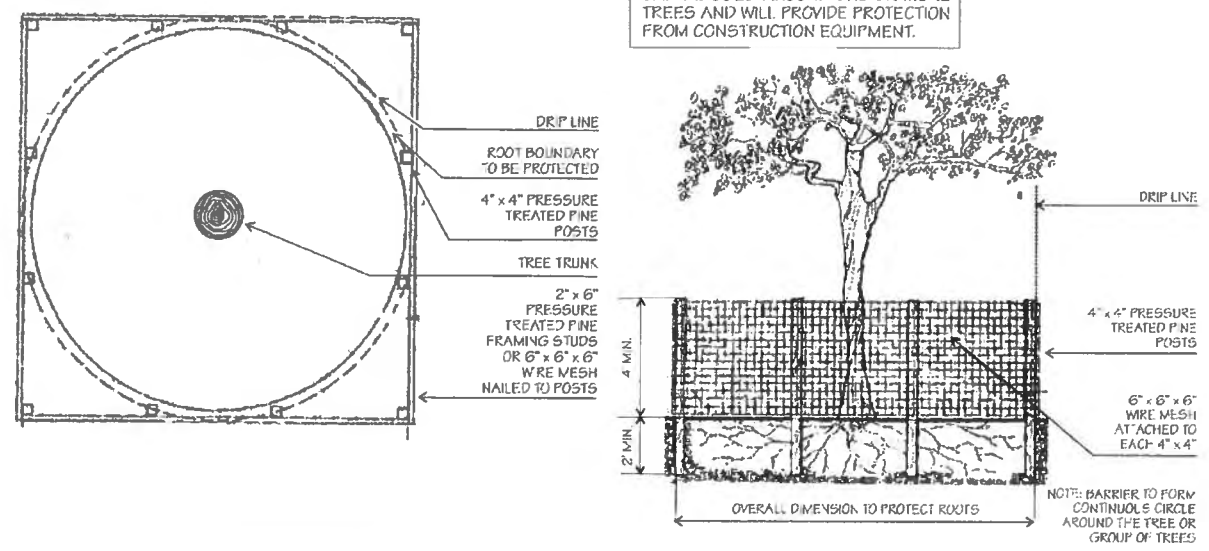 TREES AND WILL PROVIDE PROTECTION
FROM CONSTRUCTION EQUIPMENT.
DRIP LINE
ROOT BOUNDARY
TO BE PROTECTED
4" x 4" PRESSURE
TREATED PINE
POSTS
TREE TRUNK
2" x 6"
PRESSURE
TREATED PINE
FRAMING STUDS
OR 6" x 6" x 6"
WIRE MESH
NAILED TO POSTS
DRIP LINE
4" x 4" PRESSURE
TREATED PINE
POSTS
6" x 6" x 6"
WIRE MESH
ATTACHED TO
EACH 4" x 4"
4' MIN.
2' MIN
OVERALL DIMENSION TO PROTECT ROOTS
NOTE: BARRIER TO FORM
CONTINUOUS CIRCLE
AROUND THE TREE OR
GROUP OF TREES